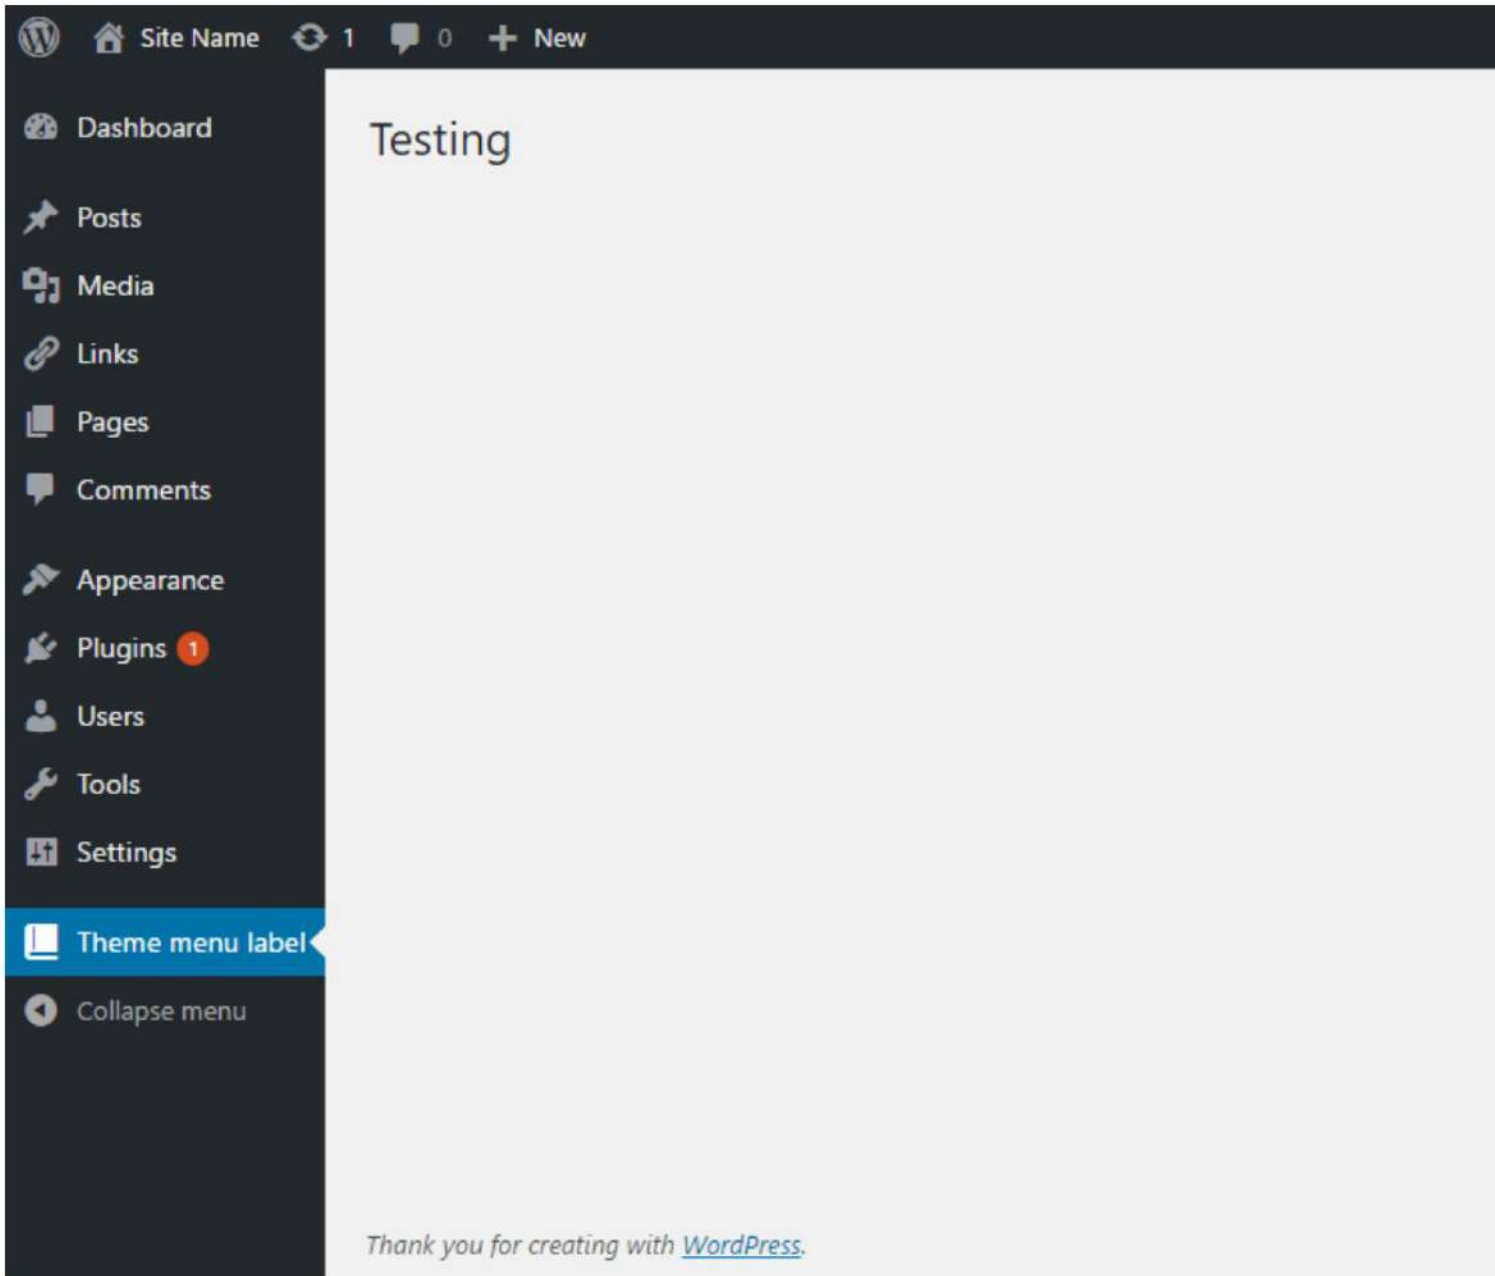 Site Name 1 0 New
Dashboard
Testing
Posts
Media
Links
Pages
Comments
Appearance
Plugins 1
Users
Tools
Settings
Theme menu label
Collapse menu
Thank you for creating with WordPress.